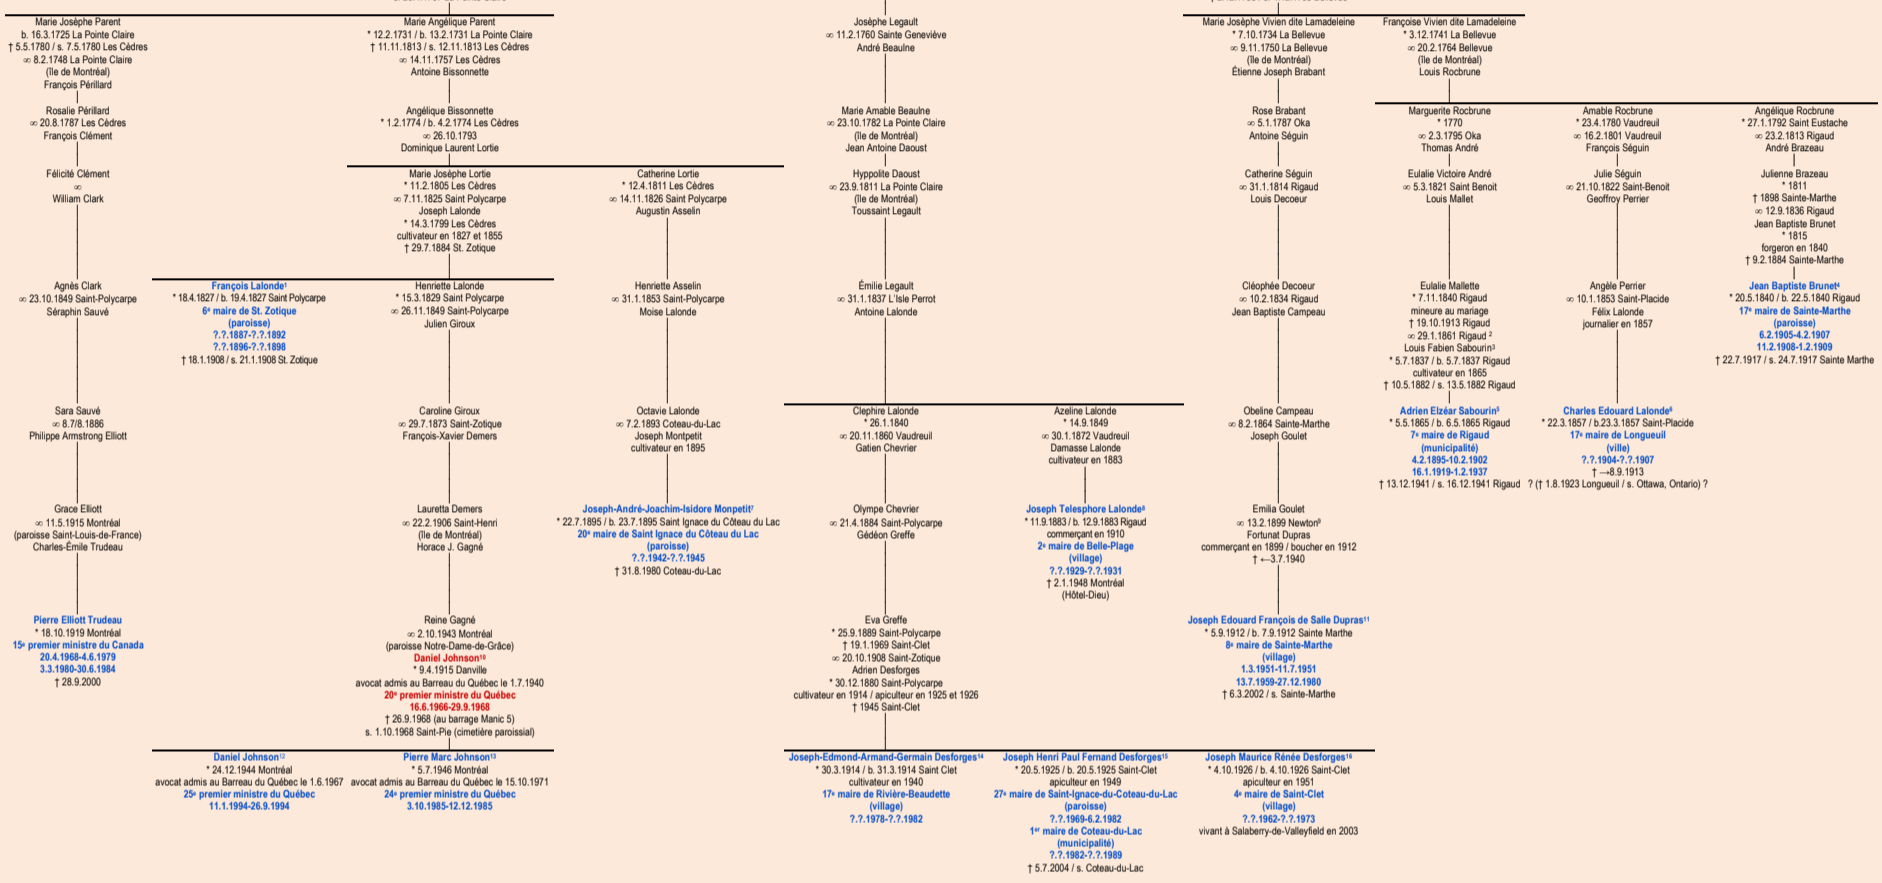 Marie Josèphe Parent
b. 16.3.1725 La Pointe Claire
† 5.5.1780 / s. 7.5.1780 Les Cèdres
∞ 8.2.1748 La Pointe Claire
(île de Montréal)
François Périllard
Marie Angélique Parent
* 12.2.1731 / b. 13.2.1731 La Pointe Claire
† 11.11.1813 / s. 12.11.1813 Les Cèdres
∞ 14.11.1757 Les Cèdres
Antoine Bissonnette
Josèphe Legault
∞ 11.2.1760 Sainte Geneviève
André Beaulne
Marie Josèphe Vivien dite Lamadeleine
* 7.10.1734 La Bellevue
∞ 9.11.1750 La Bellevue
(île de Montréal)
Étienne Joseph Brabant
Françoise Vivien dite Lamadeleine
* 3.12.1741 La Bellevue
∞ 20.2.1764 Bellevue
(île de Montréal)
Louis Rocbrune
Rosalie Périllard
∞ 20.8.1787 Les Cèdres
François Clément
Angélique Bissonnette
* 1.2.1774 / b. 4.2.1774 Les Cèdres
∞ 26.10.1793
Dominique Laurent Lortie
Marie Amable Beaulne
∞ 23.10.1782 La Pointe Claire
(île de Montréal)
Jean Antoine Daoust
Rose Brabant
∞ 5.1.1787 Oka
Antoine Séguin
Marguerite Rocbrune
* 1770
∞ 2.3.1795 Oka
Thomas André
Amable Rocbrune
* 23.4.1780 Vaudreuil
∞ 16.2.1801 Vaudreuil
François Séguin
Angélique Rocbrune
* 27.1.1792 Saint Eustache
∞ 23.2.1813 Rigaud
André Brazeau
Félicité Clément
∞
William Clark
Marie Josèphe Lortie
* 11.2.1805 Les Cèdres
∞ 7.11.1825 Saint Polycarpe
Joseph Lalonde
* 14.3.1799 Les Cèdres
cultivateur en 1827 et 1855
† 29.7.1884 St. Zotique
Catherine Lortie
* 12.4.1811 Les Cèdres
∞ 14.11.1826 Saint Polycarpe
Augustin Asselin
Hyppolite Daoust
∞ 23.9.1811 La Pointe Claire
(île de Montréal)
Toussaint Legault
Catherine Séguin
∞ 31.1.1814 Rigaud
Louis Decoeur
Eulalie Victoire André
∞ 5.3.1821 Saint Benoit
Louis Mallet
Julie Séguin
∞ 21.10.1822 Saint-Benoit
Geoffroy Perrier
Julienne Brazeau
* 1811
† 1898 Sainte-Marthe
∞ 12.9.1836 Rigaud
Jean Baptiste Brunet
* 1815
forgeron en 1840
† 9.2.1884 Sainte-Marthe
Agnès Clark
∞ 23.10.1849 Saint-Polycarpe
Séraphin Sauvé
François Lalonde¹
* 18.4.1827 / b. 19.4.1827 Saint Polycarpe
6ᵉ maire de St. Zotique
(paroisse)
?.?.1887-?.?.1892
?.?.1896-?.?.1898
† 18.1.1908 / s. 21.1.1908 St. Zotique
Henriette Lalonde
* 15.3.1829 Saint Polycarpe
∞ 26.11.1849 Saint-Polycarpe
Julien Giroux
Henriette Asselin
∞ 31.1.1853 Saint-Polycarpe
Moise Lalonde
Émilie Legault
∞ 31.1.1837 L'Isle Perrot
Antoine Lalonde
Cléophée Decoeur
∞ 10.2.1834 Rigaud
Jean Baptiste Campeau
Eulalie Mallette
* 7.11.1840 Rigaud
mineure au mariage
† 19.10.1913 Rigaud
∞ 29.1.1861 Rigaud ²
Louis Fabien Sabourin³
* 5.7.1837 / b. 5.7.1837 Rigaud
cultivateur en 1865
† 10.5.1882 / s. 13.5.1882 Rigaud
Angèle Perrier
∞ 10.1.1853 Saint-Placide
Félix Lalonde
journalier en 1857
Jean Baptiste Brunet⁴
* 20.5.1840 / b. 22.5.1840 Rigaud
17ᵉ maire de Sainte-Marthe
(paroisse)
6.2.1905-4.2.1907
11.2.1908-1.2.1909
† 22.7.1917 / s. 24.7.1917 Sainte Marthe
Sara Sauvé
∞ 8.7/8.1886
Philippe Armstrong Elliott
Caroline Giroux
∞ 29.7.1873 Saint-Zotique
François-Xavier Demers
Octavie Lalonde
∞ 7.2.1893 Coteau-du-Lac
Joseph Montpetit
cultivateur en 1895
Clephire Lalonde
* 26.1.1840
∞ 20.11.1860 Vaudreuil
Gatien Chevrier
Azeline Lalonde
* 14.9.1849
∞ 30.1.1872 Vaudreuil
Damasse Lalonde
cultivateur en 1883
Obeline Campeau
∞ 8.2.1864 Sainte-Marthe
Joseph Goulet
Adrien Elzéar Sabourin⁵
* 5.5.1865 / b. 6.5.1865 Rigaud
7ᵉ maire de Rigaud
(municipalité)
4.2.1895-10.2.1902
16.1.1919-1.2.1937
† 13.12.1941 / s. 16.12.1941 Rigaud
Charles Edouard Lalonde⁶
* 22.3.1857 / b.23.3.1857 Saint-Placide
17ᵉ maire de Longueuil
(ville)
?.?.1904-?.?.1907
† →8.9.1913
? († 1.8.1923 Longueuil / s. Ottawa, Ontario) ?
Grace Elliott
∞ 11.5.1915 Montréal
(paroisse Saint-Louis-de-France)
Charles-Émile Trudeau
Lauretta Demers
∞ 22.2.1906 Saint-Henri
(île de Montréal)
Horace J. Gagné
Joseph-André-Joachim-Isidore Monpetit⁷
* 22.7.1895 / b. 23.7.1895 Saint Ignace du Côteau du Lac
20ᵉ maire de Saint Ignace du Côteau du Lac
(paroisse)
?.?.1942-?.?.1945
† 31.8.1980 Coteau-du-Lac
Olympe Chevrier
∞ 21.4.1884 Saint-Polycarpe
Gédéon Greffe
Joseph Telesphore Lalonde⁸
* 11.9.1883 / b. 12.9.1883 Rigaud
commerçant en 1910
2ᵉ maire de Belle-Plage
(village)
?.?.1929-?.?.1931
† 2.1.1948 Montréal
(Hôtel-Dieu)
Emilia Goulet
∞ 13.2.1899 Newton⁹
Fortunat Dupras
commerçant en 1899 / boucher en 1912
† ←3.7.1940
Pierre Elliott Trudeau
* 18.10.1919 Montréal
15ᵉ premier ministre du Canada
20.4.1968-4.6.1979
3.3.1980-30.6.1984
† 28.9.2000
Reine Gagné
∞ 2.10.1943 Montréal
(paroisse Notre-Dame-de-Grâce)
Daniel Johnson¹⁰
* 9.4.1915 Danville
avocat admis au Barreau du Québec le 1.7.1940
20ᵉ premier ministre du Québec
16.6.1966-29.9.1968
† 26.9.1968 (au barrage Manic 5)
s. 1.10.1968 Saint-Pie (cimetière paroissial)
Eva Greffe
* 25.9.1889 Saint-Polycarpe
† 19.1.1969 Saint-Clet
∞ 20.10.1908 Saint-Zotique
Adrien Desforges
* 30.12.1880 Saint-Polycarpe
cultivateur en 1914 / apiculteur en 1925 et 1926
† 1945 Saint-Clet
Joseph Edouard François de Salle Dupras¹¹
* 5.9.1912 / b. 7.9.1912 Sainte Marthe
8ᵉ maire de Sainte-Marthe
(village)
1.3.1951-11.7.1951
13.7.1959-27.12.1980
† 6.3.2002 / s. Sainte-Marthe
Daniel Johnson¹²
* 24.12.1944 Montréal
avocat admis au Barreau du Québec le 1.6.1967
25ᵉ premier ministre du Québec
11.1.1994-26.9.1994
Pierre Marc Johnson¹³
* 5.7.1946 Montréal
avocat admis au Barreau du Québec le 15.10.1971
24ᵉ premier ministre du Québec
3.10.1985-12.12.1985
Joseph-Edmond-Armand-Germain Desforges¹⁴
* 30.3.1914 / b. 31.3.1914 Saint Clet
cultivateur en 1940
17ᵉ maire de Rivière-Beaudette
(village)
?.?.1978-?.?.1982
Joseph Henri Paul Fernand Desforges¹⁵
* 20.5.1925 / b. 20.5.1925 Saint-Clet
apiculteur en 1949
27ᵉ maire de Saint-Ignace-du-Coteau-du-Lac
(paroisse)
?.?.1969-6.2.1982
1ᵉʳ maire de Coteau-du-Lac
(municipalité)
?.?.1982-?.?.1989
† 5.7.2004 / s. Coteau-du-Lac
Joseph Maurice Rénée Desforges¹⁶
* 4.10.1926 / b. 4.10.1926 Saint-Clet
apiculteur en 1951
4ᵉ maire de Saint-Clet
(village)
?.?.1962-?.?.1973
vivant à Salaberry-de-Valleyfield en 2003